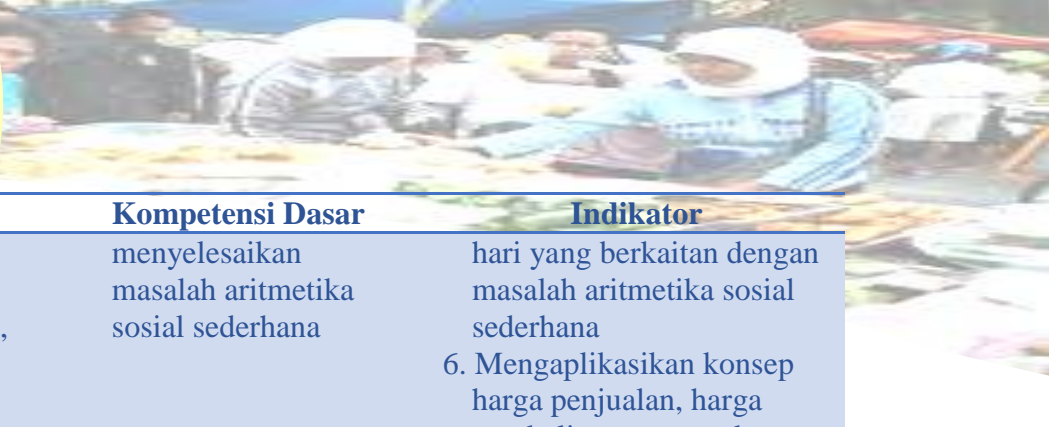 Kompetensi Dasar Indikator
menyelesaikan hari yang berkaitan dengan
masalah aritmetika masalah aritmetika sosial
, sosial sederhana sederhana
6. Mengaplikasikan konsep
harga penjualan, harga